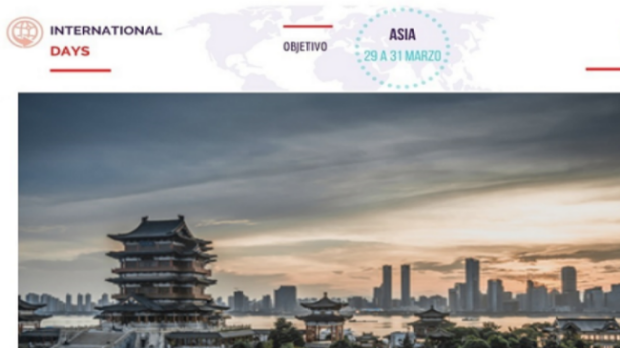 INTERNATIONAL
DAYS
OBJETIVO
ASIA
29 A 31 MARZO